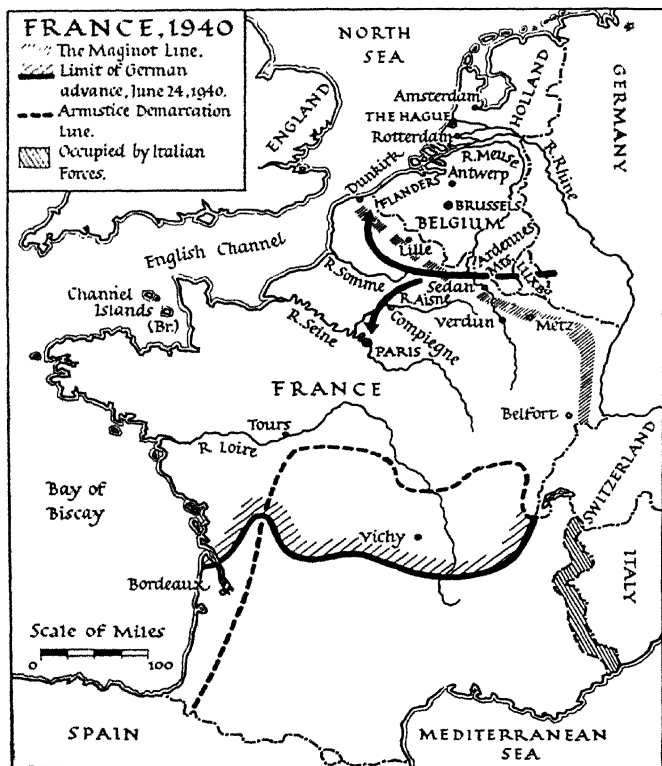 FRANCE, 1940
The Maginot Line.
Limit of German
advance, June 24, 1940.
Armistice Demarcation
Line.
Occupied by Italian
Forces.
NORTH
SEA
ENGLAND
Amsterdam
THE HAGUE
HOLLAND
GERMANY
Rotterdam
R. Meuse
R. Rhine
Dunkirk
FLANDERS
Antwerp
BRUSSELS
BELGIUM
English Channel
Lille
Ardennes
Mts.
LUXBG.
R. Somme
Sedan
R. Aisne
Channel
Islands
(Br.)
R. Seine
Compiegne
Verdun
Metz
PARIS
FRANCE
Belfort
Tours
R. Loire
SWITZERLAND
Bay of
Biscay
Vichy
ITALY
Bordeaux
Scale of Miles
0 100
SPAIN
MEDITERRANEAN
SEA